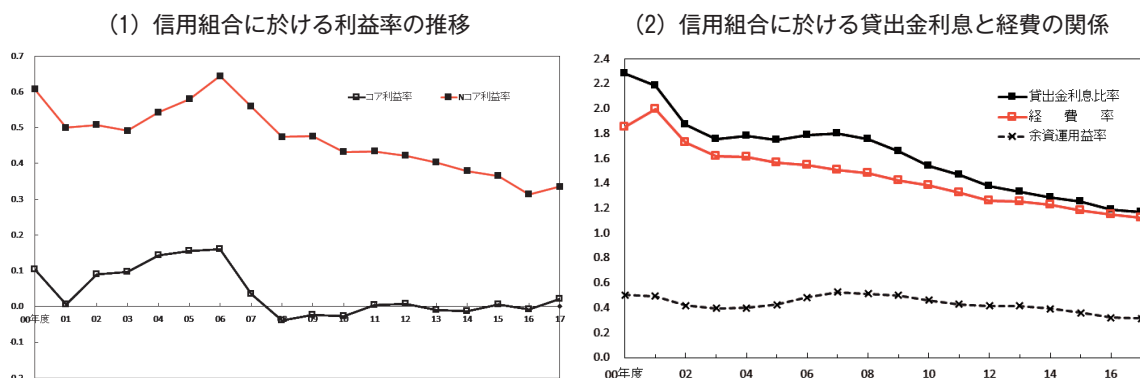 (1) 信用組合に於ける利益率の推移
0.7
0.6
0.5
0.4
0.3
0.2
0.1
0.0
0.1
0.2
コア利益率
Nコア利益率
00年度 01 02 03 04 05 06 07 08 09 10 11 12 13 14 15 16 17
(2) 信用組合に於ける貸出金利息と経費の関係
2.4
2.2
2.0
1.8
1.6
1.4
1.2
1.0
0.8
0.6
0.4
0.2
0.0
貸出金利息比率
経 費 率
余資運用益率
00年度 02 04 06 08 10 12 14 16